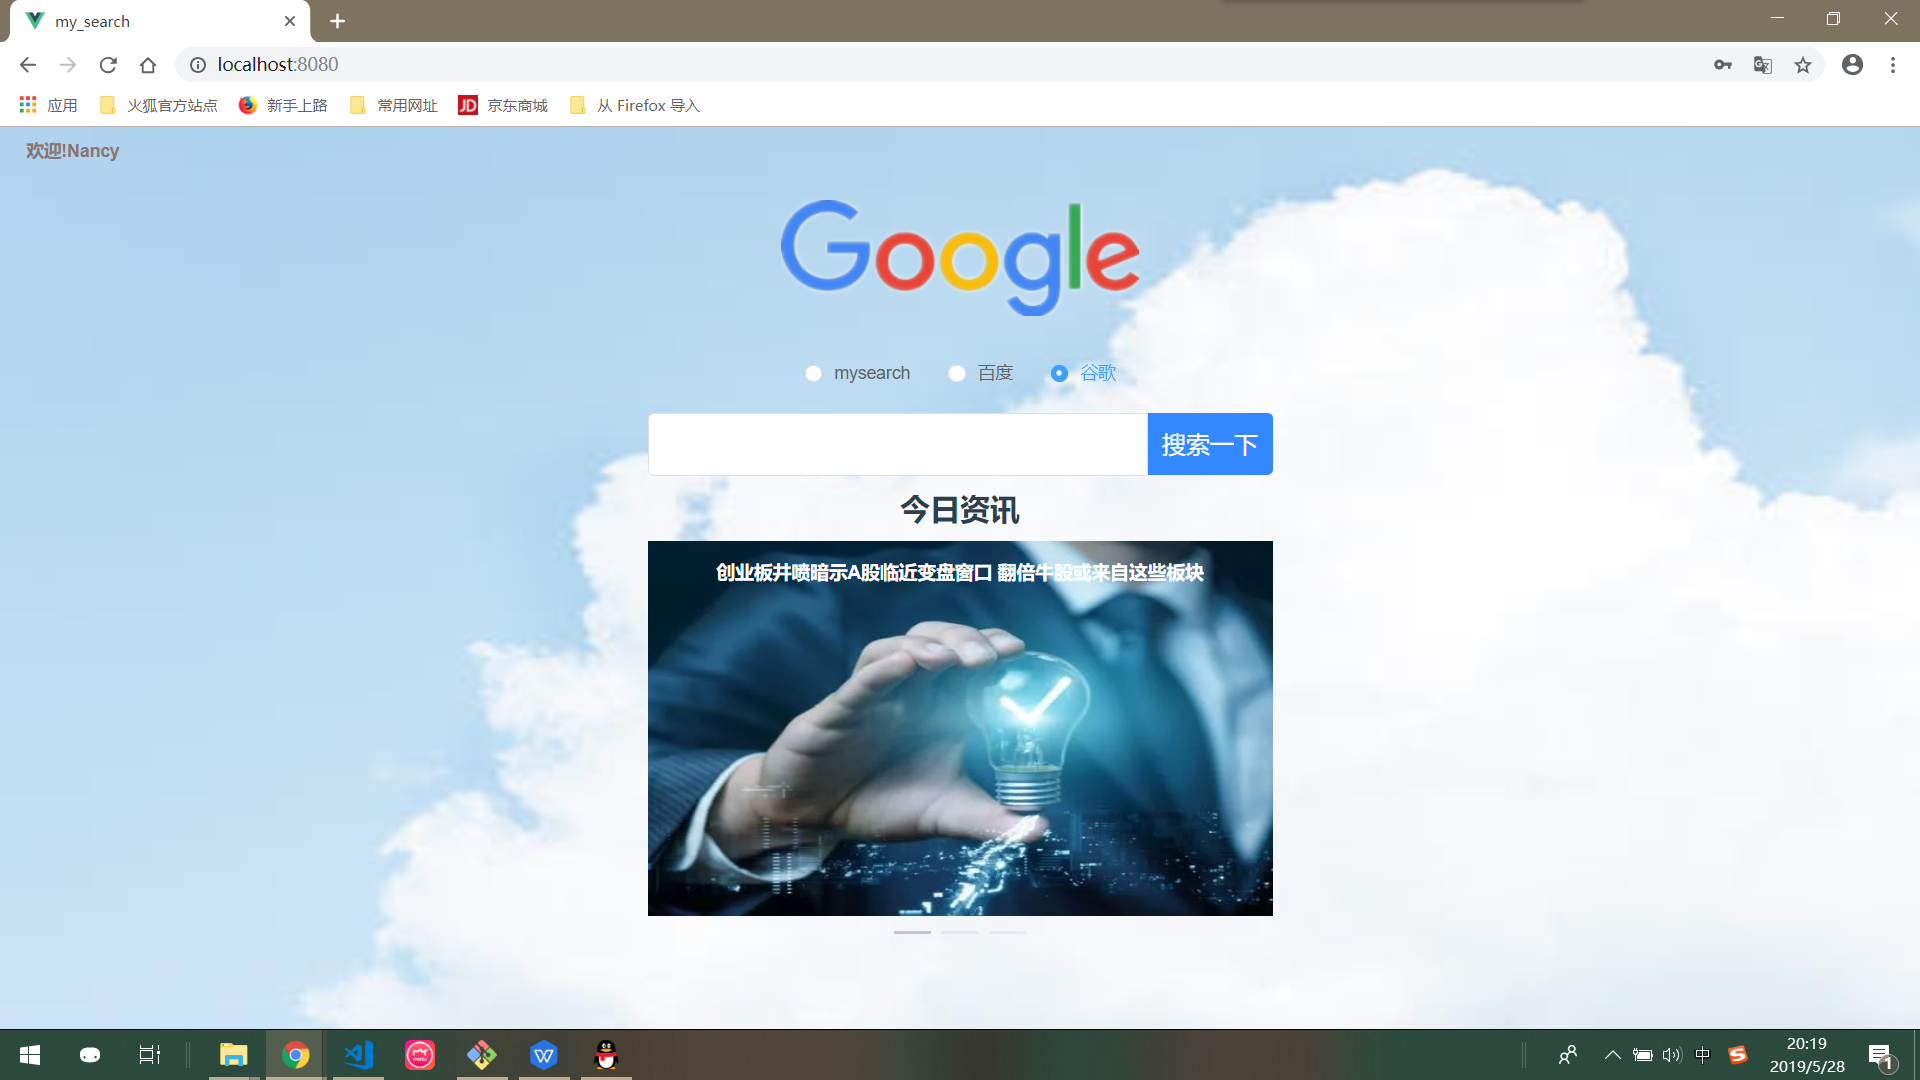 my_search
localhost:8080
应用 火狐官方站点 新手上路 常用网址 JD 京东商城 从 Firefox 导入
欢迎!Nancy
Google
mysearch 百度 谷歌
搜索一下
今日资讯
创业板井喷暗示A股临近变盘窗口 翻倍牛股或来自这些板块
中 20:19
2019/5/28 1